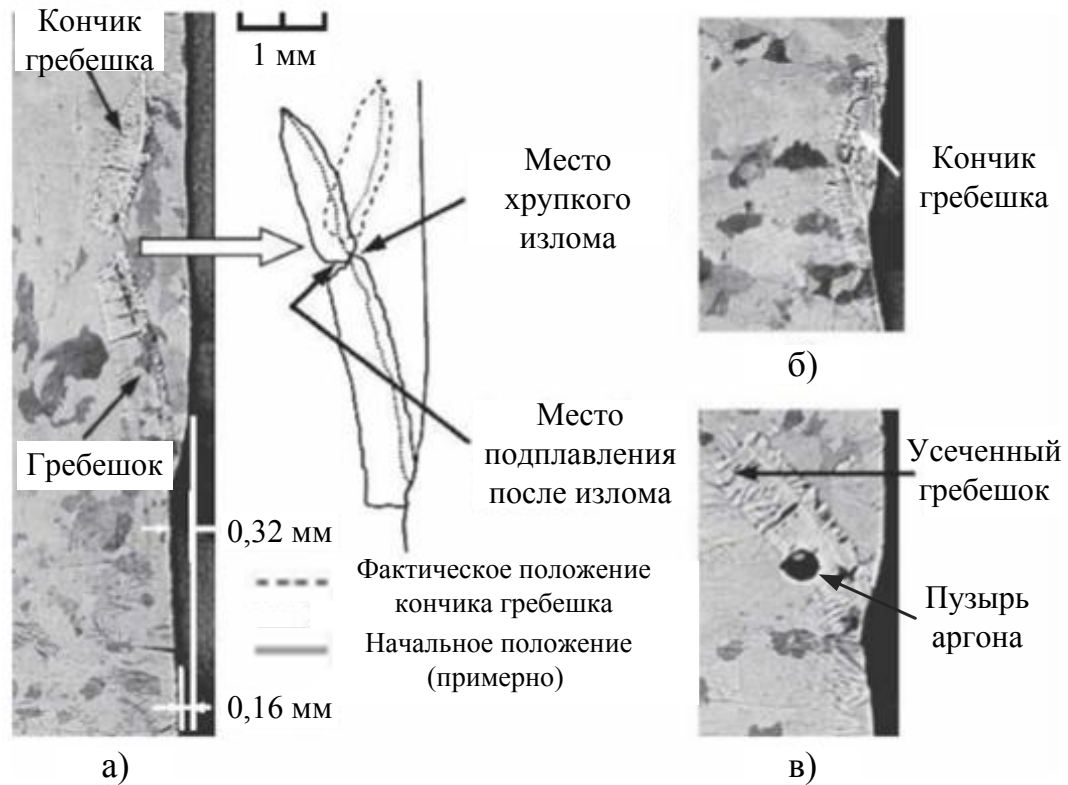 Кончик
гребешка
1 мм
Место
хрупкого
излома
Кончик
гребешка
б)
Гребешок
Место
подплавления
после излома
Усеченный
гребешок
0,32 мм
Фактическое положение
кончика гребешка
Пузырь
аргона
Начальное положение
(примерно)
0,16 мм
а)
в)